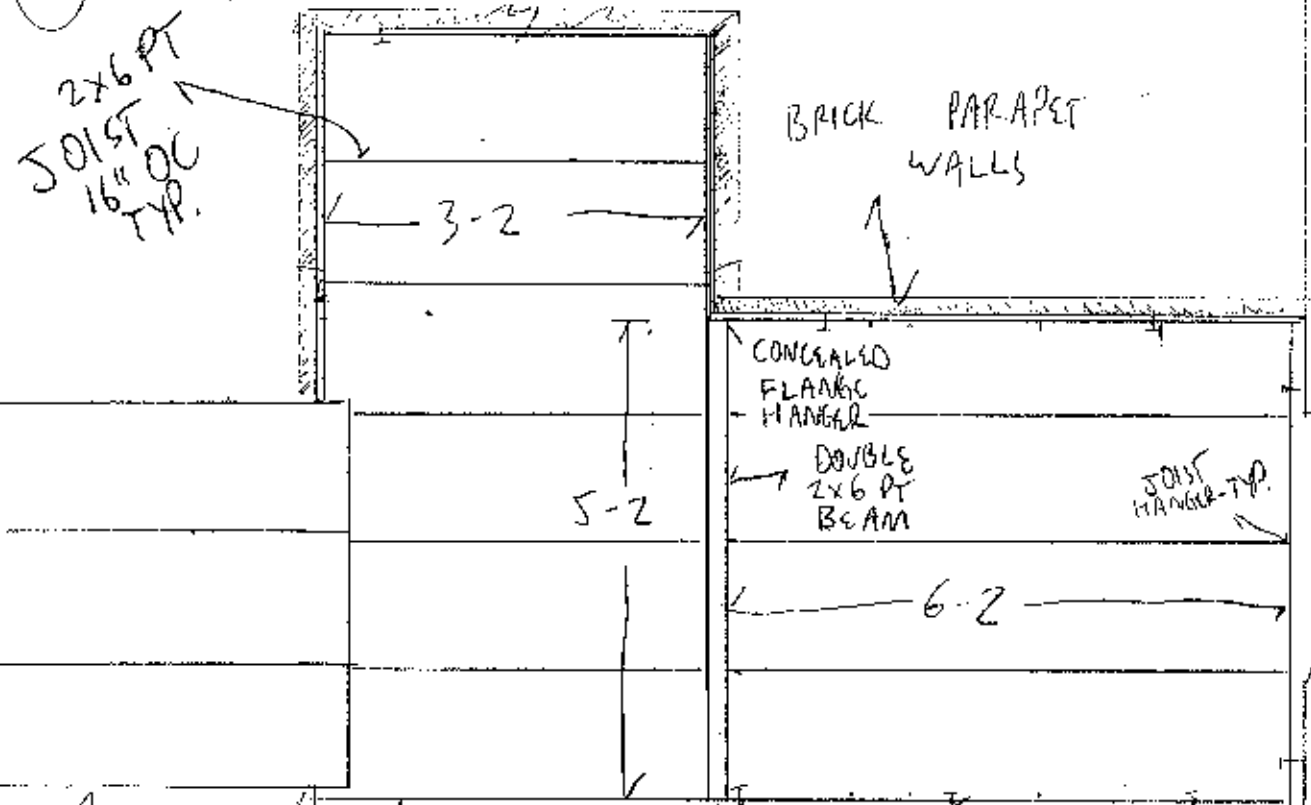 2x6 PT
JOIST
16" OC
TYP.
3-2
BRICK PARAPET
WALLS
CONCEALED
FLANGE
HANGER
DOUBLE
2x6 PT
BEAM
5-2
JOIST
HANGER-TYP.
6-2